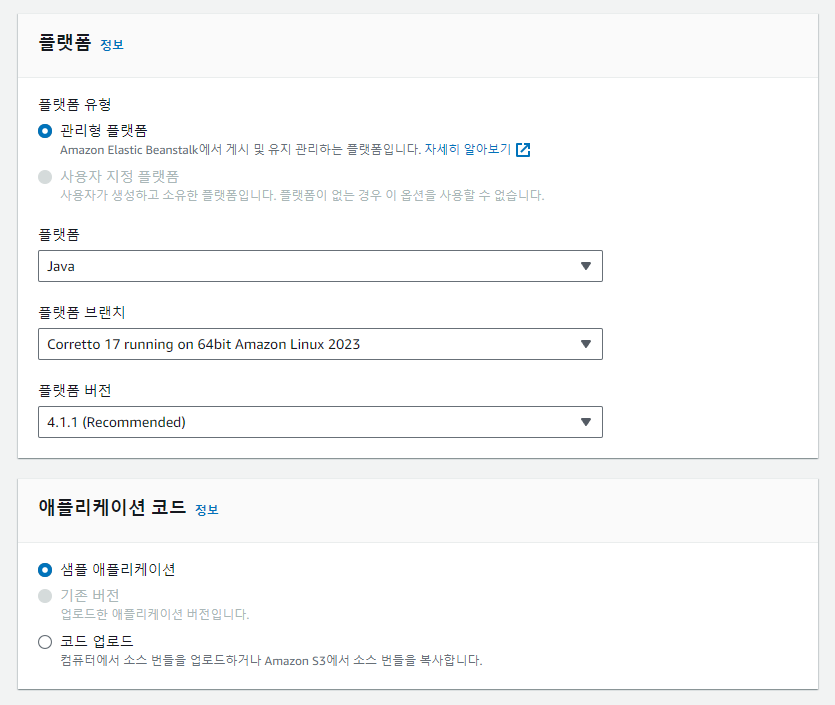 플랫폼 정보
플랫폼 유형
관리형 플랫폼
Amazon Elastic Beanstalk에서 게시 및 유지 관리하는 플랫폼입니다. 자세히 알아보기
사용자 지정 플랫폼
사용자가 생성하고 소유한 플랫폼입니다. 플랫폼이 없는 경우 이 옵션을 사용할 수 없습니다.
플랫폼
Java
플랫폼 브랜치
Corretto 17 running on 64bit Amazon Linux 2023
플랫폼 버전
4.1.1 (Recommended)
애플리케이션 코드 정보
샘플 애플리케이션
기존 버전
업로드한 애플리케이션 버전입니다.
코드 업로드
컴퓨터에서 소스 번들을 업로드하거나 Amazon S3에서 소스 번들을 복사합니다.